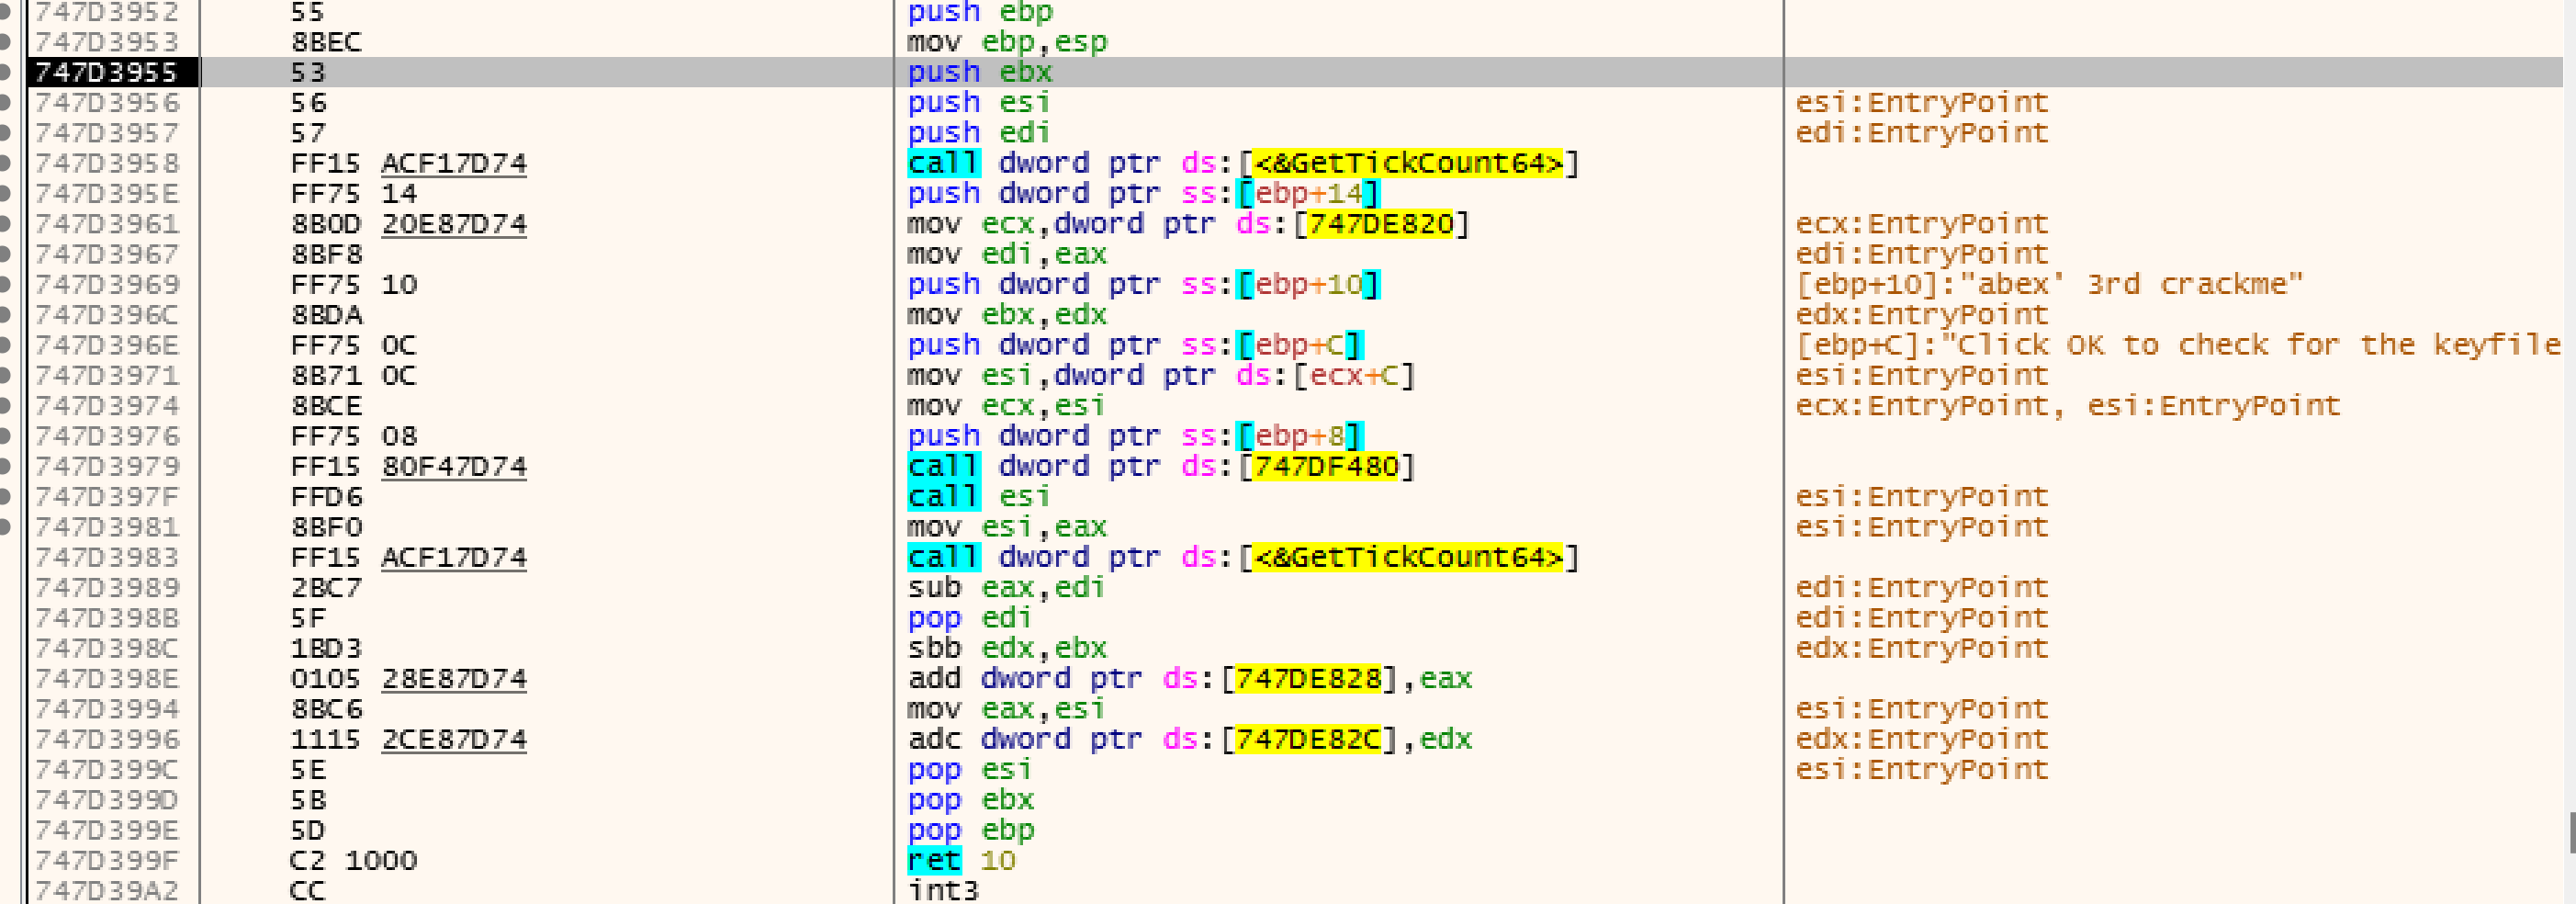 747D3952 55 push ebp
747D3953 8BEC mov ebp,esp
747D3955 53 push ebx
747D3956 56 push esi esi:EntryPoint
747D3957 57 push edi edi:EntryPoint
747D3958 FF15 ACF17D74 call dword ptr ds:[<&GetTickCount64>]
747D395E FF75 14 push dword ptr ss:[ebp+14]
747D3961 8B0D 20E87D74 mov ecx,dword ptr ds:[747DE820] ecx:EntryPoint
747D3967 8BF8 mov edi,eax edi:EntryPoint
747D3969 FF75 10 push dword ptr ss:[ebp+10] [ebp+10]:"abex' 3rd crackme"
747D396C 8BDA mov ebx,edx edx:EntryPoint
747D396E FF75 0C push dword ptr ss:[ebp+C] [ebp+C]:"Click OK to check for the keyfile
747D3971 8B71 0C mov esi,dword ptr ds:[ecx+C] esi:EntryPoint
747D3974 8BCE mov ecx,esi ecx:EntryPoint, esi:EntryPoint
747D3976 FF75 08 push dword ptr ss:[ebp+8]
747D3979 FF15 80F47D74 call dword ptr ds:[747DF480]
747D397F FFD6 call esi esi:EntryPoint
747D3981 8BF0 mov esi,eax esi:EntryPoint
747D3983 FF15 ACF17D74 call dword ptr ds:[<&GetTickCount64>]
747D3989 2BC7 sub eax,edi edi:EntryPoint
747D398B 5F pop edi edi:EntryPoint
747D398C 1BD3 sbb edx,ebx edx:EntryPoint
747D398E 0105 28E87D74 add dword ptr ds:[747DE828],eax
747D3994 8BC6 mov eax,esi esi:EntryPoint
747D3996 1115 2CE87D74 adc dword ptr ds:[747DE82C],edx edx:EntryPoint
747D399C 5E pop esi esi:EntryPoint
747D399D 5B pop ebx
747D399E 5D pop ebp
747D399F C2 1000 ret 10
747D39A2 CC int3